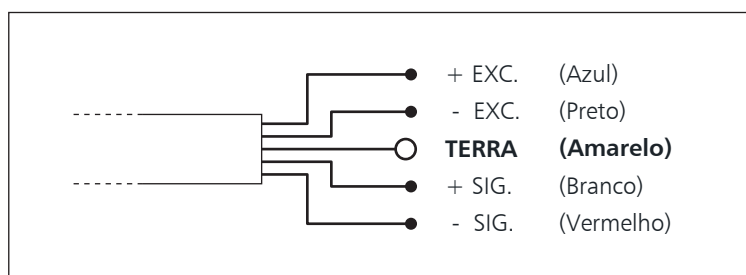 + EXC. (Azul)
- EXC. (Preto)
TERRA (Amarelo)
+ SIG. (Branco)
- SIG. (Vermelho)